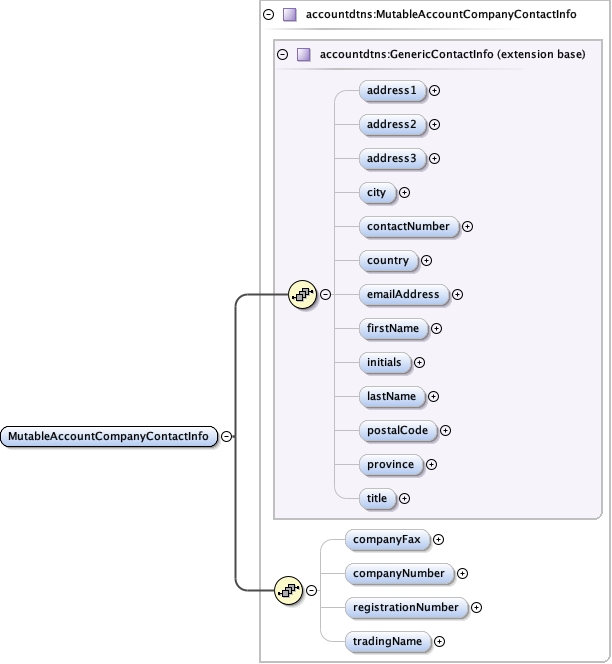 accountdtns:MutableAccountCompanyContactInfo
accountdtns:GenericContactInfo (extension base)
address1
address2
address3
city
contactNumber
country
emailAddress
firstName
initials
lastName
MutableAccountCompanyContactInfo
postalCode
province
title
companyFax
companyNumber
registrationNumber
tradingName